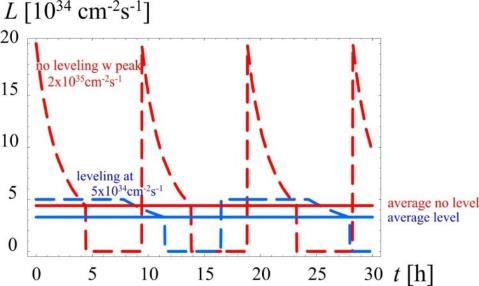 L [10³⁴ cm⁻²s⁻¹]
20
no leveling w peak
2x10³⁵cm⁻²s⁻¹
15
10
leveling at
5x10³⁴cm⁻²s⁻¹
5
average no level
average level
0
0 5 10 15 20 25 30 t [h]